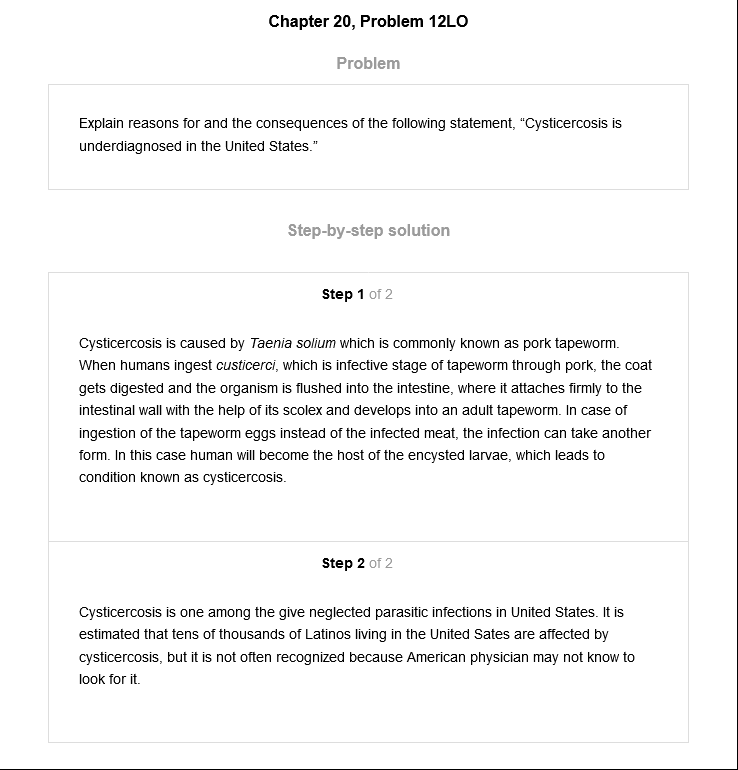 Chapter 20, Problem 12LO
Problem
Explain reasons for and the consequences of the following statement, “Cysticercosis is
underdiagnosed in the United States.”
Step-by-step solution
Step 1 of 2
Cysticercosis is caused by Taenia solium which is commonly known as pork tapeworm.
When humans ingest custicerci, which is infective stage of tapeworm through pork, the coat
gets digested and the organism is flushed into the intestine, where it attaches firmly to the
intestinal wall with the help of its scolex and develops into an adult tapeworm. In case of
ingestion of the tapeworm eggs instead of the infected meat, the infection can take another
form. In this case human will become the host of the encysted larvae, which leads to
condition known as cysticercosis.
Step 2 of 2
Cysticercosis is one among the give neglected parasitic infections in United States. It is
estimated that tens of thousands of Latinos living in the United Sates are affected by
cysticercosis, but it is not often recognized because American physician may not know to
look for it.